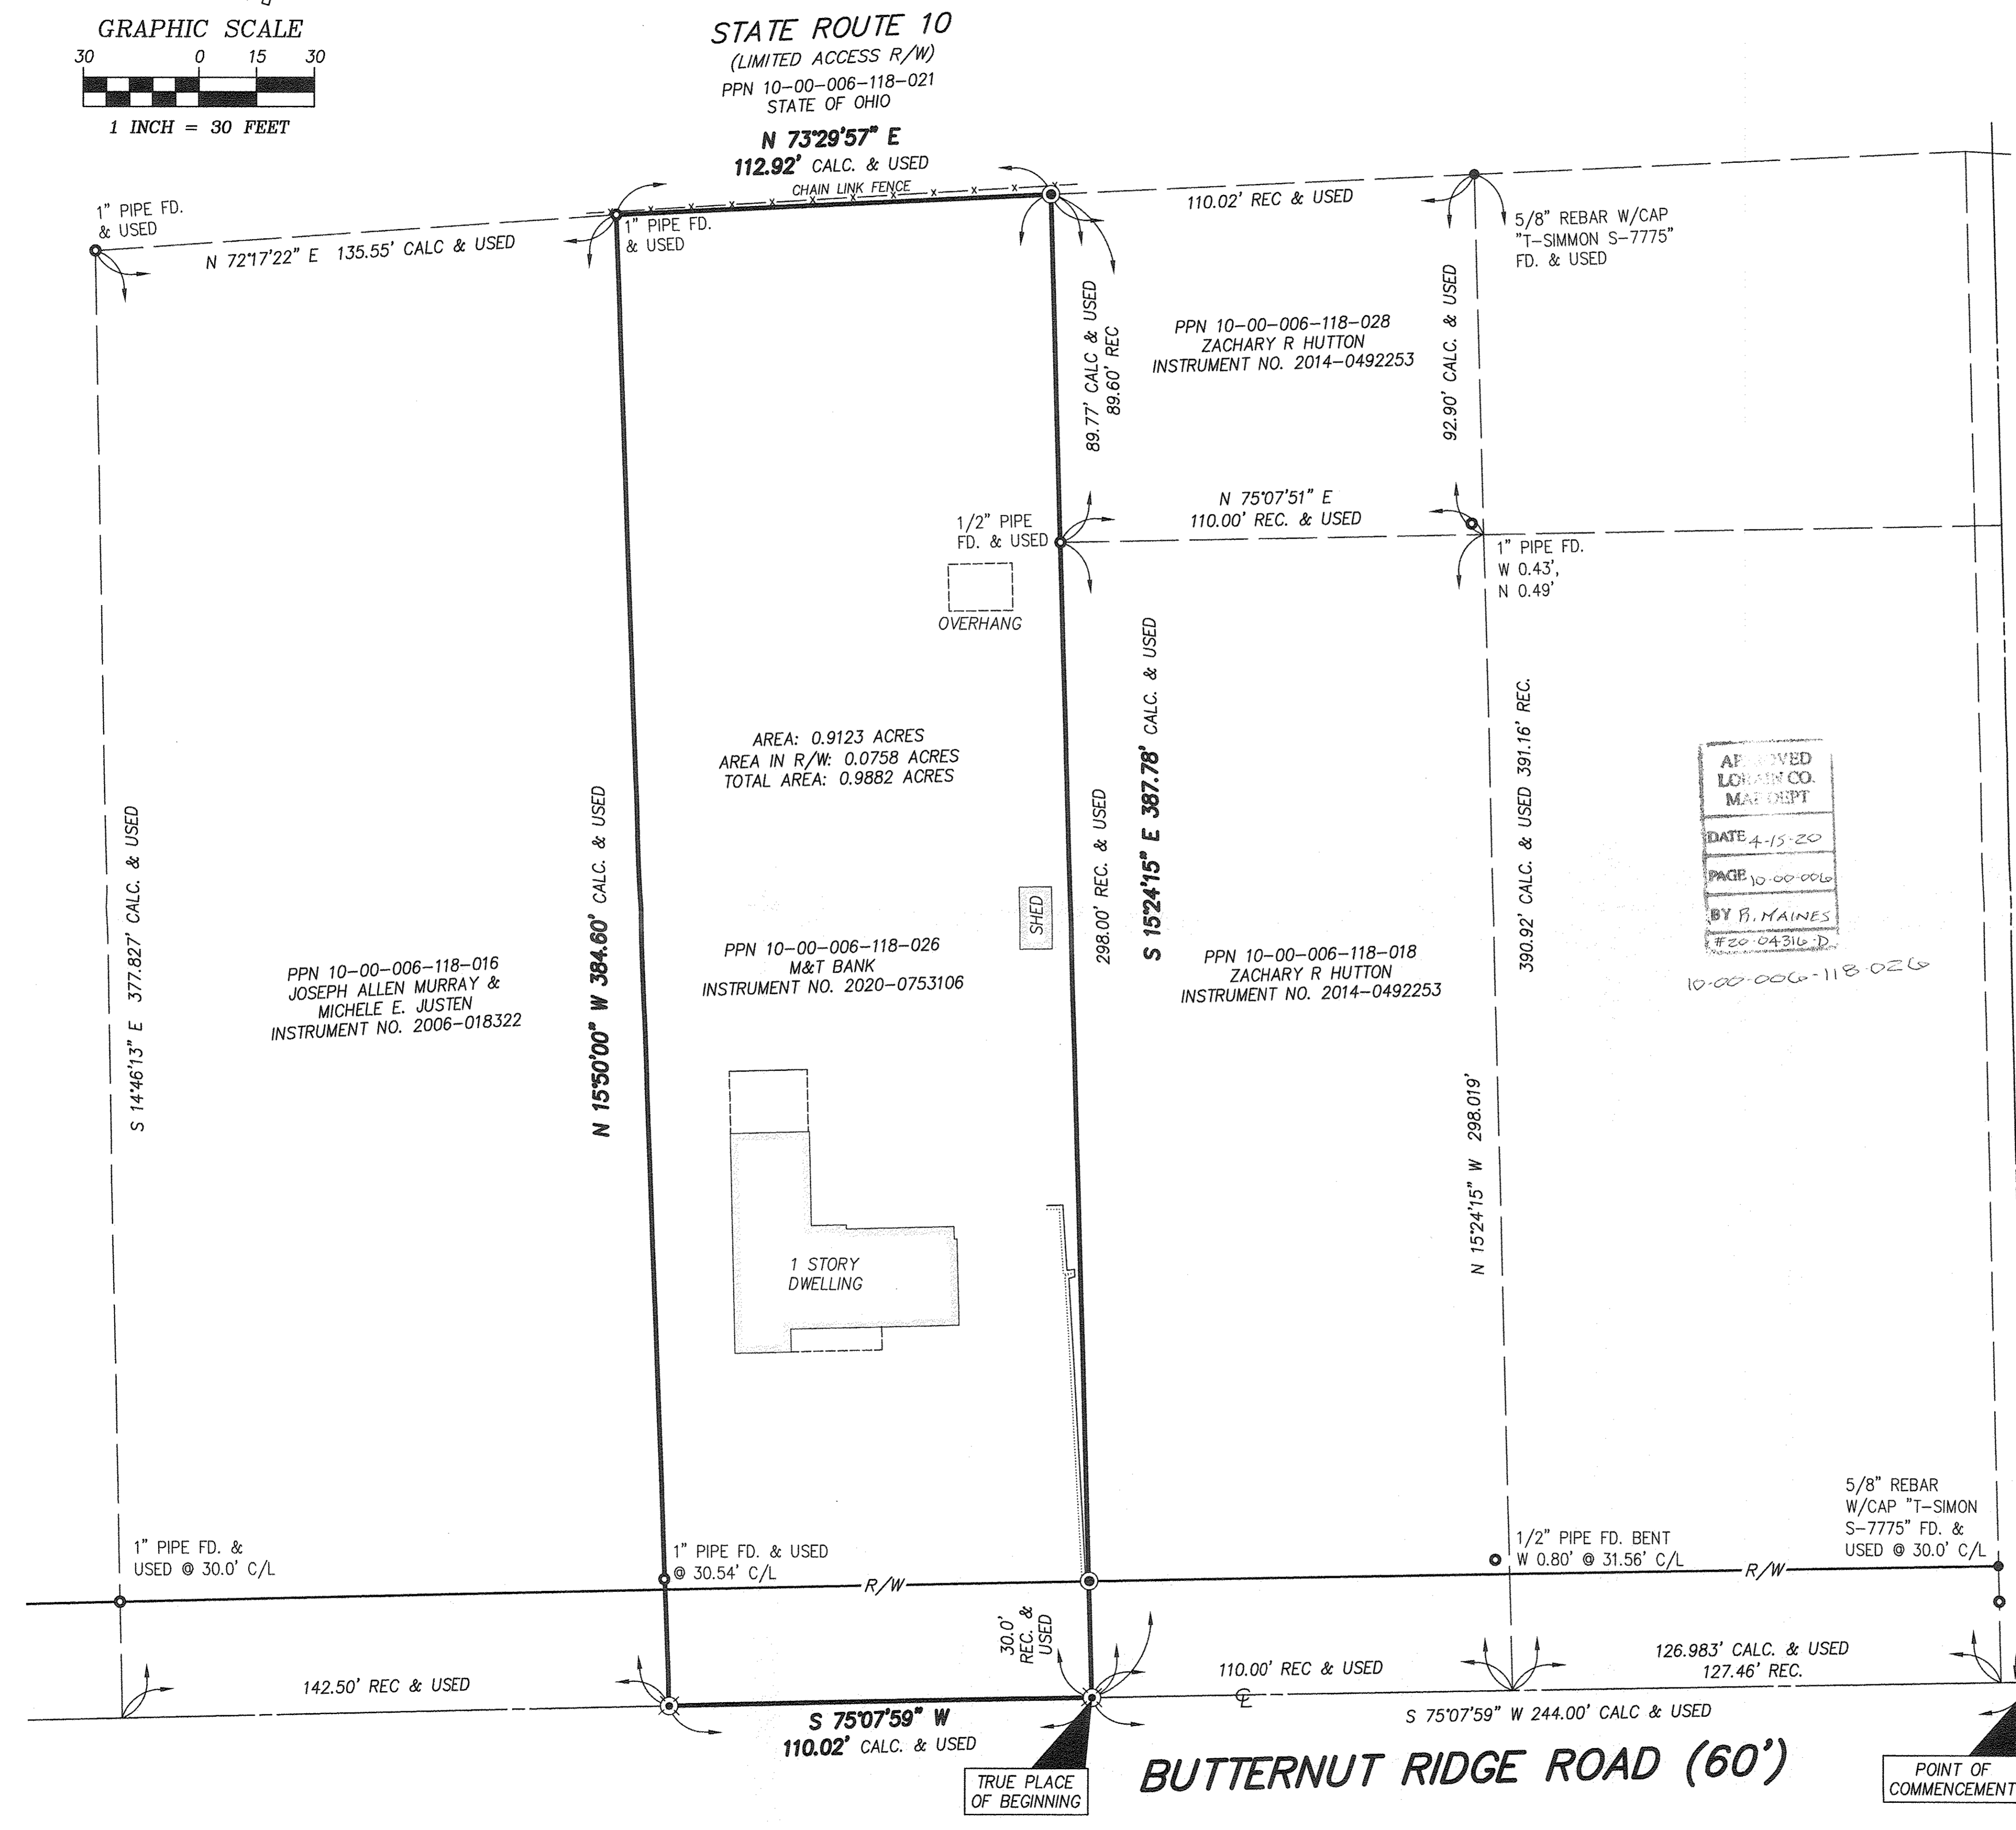 GRAPHIC SCALE
30 0 15 30
1 INCH = 30 FEET
STATE ROUTE 10
(LIMITED ACCESS R/W)
PPN 10-00-006-118-021
STATE OF OHIO
N 73°29'57" E
112.92' CALC. & USED
CHAIN LINK FENCE
1" PIPE FD.
& USED
N 72°17'22" E 135.55' CALC & USED
1" PIPE FD.
& USED
110.02' REC & USED
5/8" REBAR W/CAP
"T-SIMMON S-7775"
FD. & USED
89.77' CALC & USED
89.60' REC
PPN 10-00-006-118-028
ZACHARY R HUTTON
INSTRUMENT NO. 2014-0492253
92.90' CALC. & USED
N 75°07'51" E
110.00' REC. & USED
1/2" PIPE
FD. & USED
1" PIPE FD.
W 0.43',
N 0.49'
OVERHANG
AREA: 0.9123 ACRES
AREA IN R/W: 0.0758 ACRES
TOTAL AREA: 0.9882 ACRES
S 14°46'13" E 377.827' CALC. & USED
N 15°50'00" W 384.60' CALC. & USED
298.00' REC. & USED
S 15°24'15" E 387.78' CALC. & USED
390.92' CALC. & USED 391.16' REC.
APPROVED
LORAIN CO.
MAP DEPT
DATE 4-15-20
PAGE 10-00-006
BY R. MAINES
#20-04316-D
10-00-006-118-026
SHED
PPN 10-00-006-118-016
JOSEPH ALLEN MURRAY &
MICHELE E. JUSTEN
INSTRUMENT NO. 2006-018322
PPN 10-00-006-118-026
M&T BANK
INSTRUMENT NO. 2020-0753106
PPN 10-00-006-118-018
ZACHARY R HUTTON
INSTRUMENT NO. 2014-0492253
N 15°24'15" W 298.019'
1 STORY
DWELLING
1" PIPE FD. &
USED @ 30.0' C/L
1" PIPE FD. & USED
@ 30.54' C/L
R/W
1/2" PIPE FD. BENT
W 0.80' @ 31.56' C/L
R/W
5/8" REBAR
W/CAP "T-SIMON
S-7775" FD. &
USED @ 30.0' C/L
30.0'
REC. &
USED
142.50' REC & USED
110.00' REC & USED
126.983' CALC. & USED
127.46' REC.
S 75°07'59" W
110.02' CALC. & USED
S 75°07'59" W 244.00' CALC & USED
TRUE PLACE
OF BEGINNING
BUTTERNUT RIDGE ROAD (60')
POINT OF
COMMENCEMENT